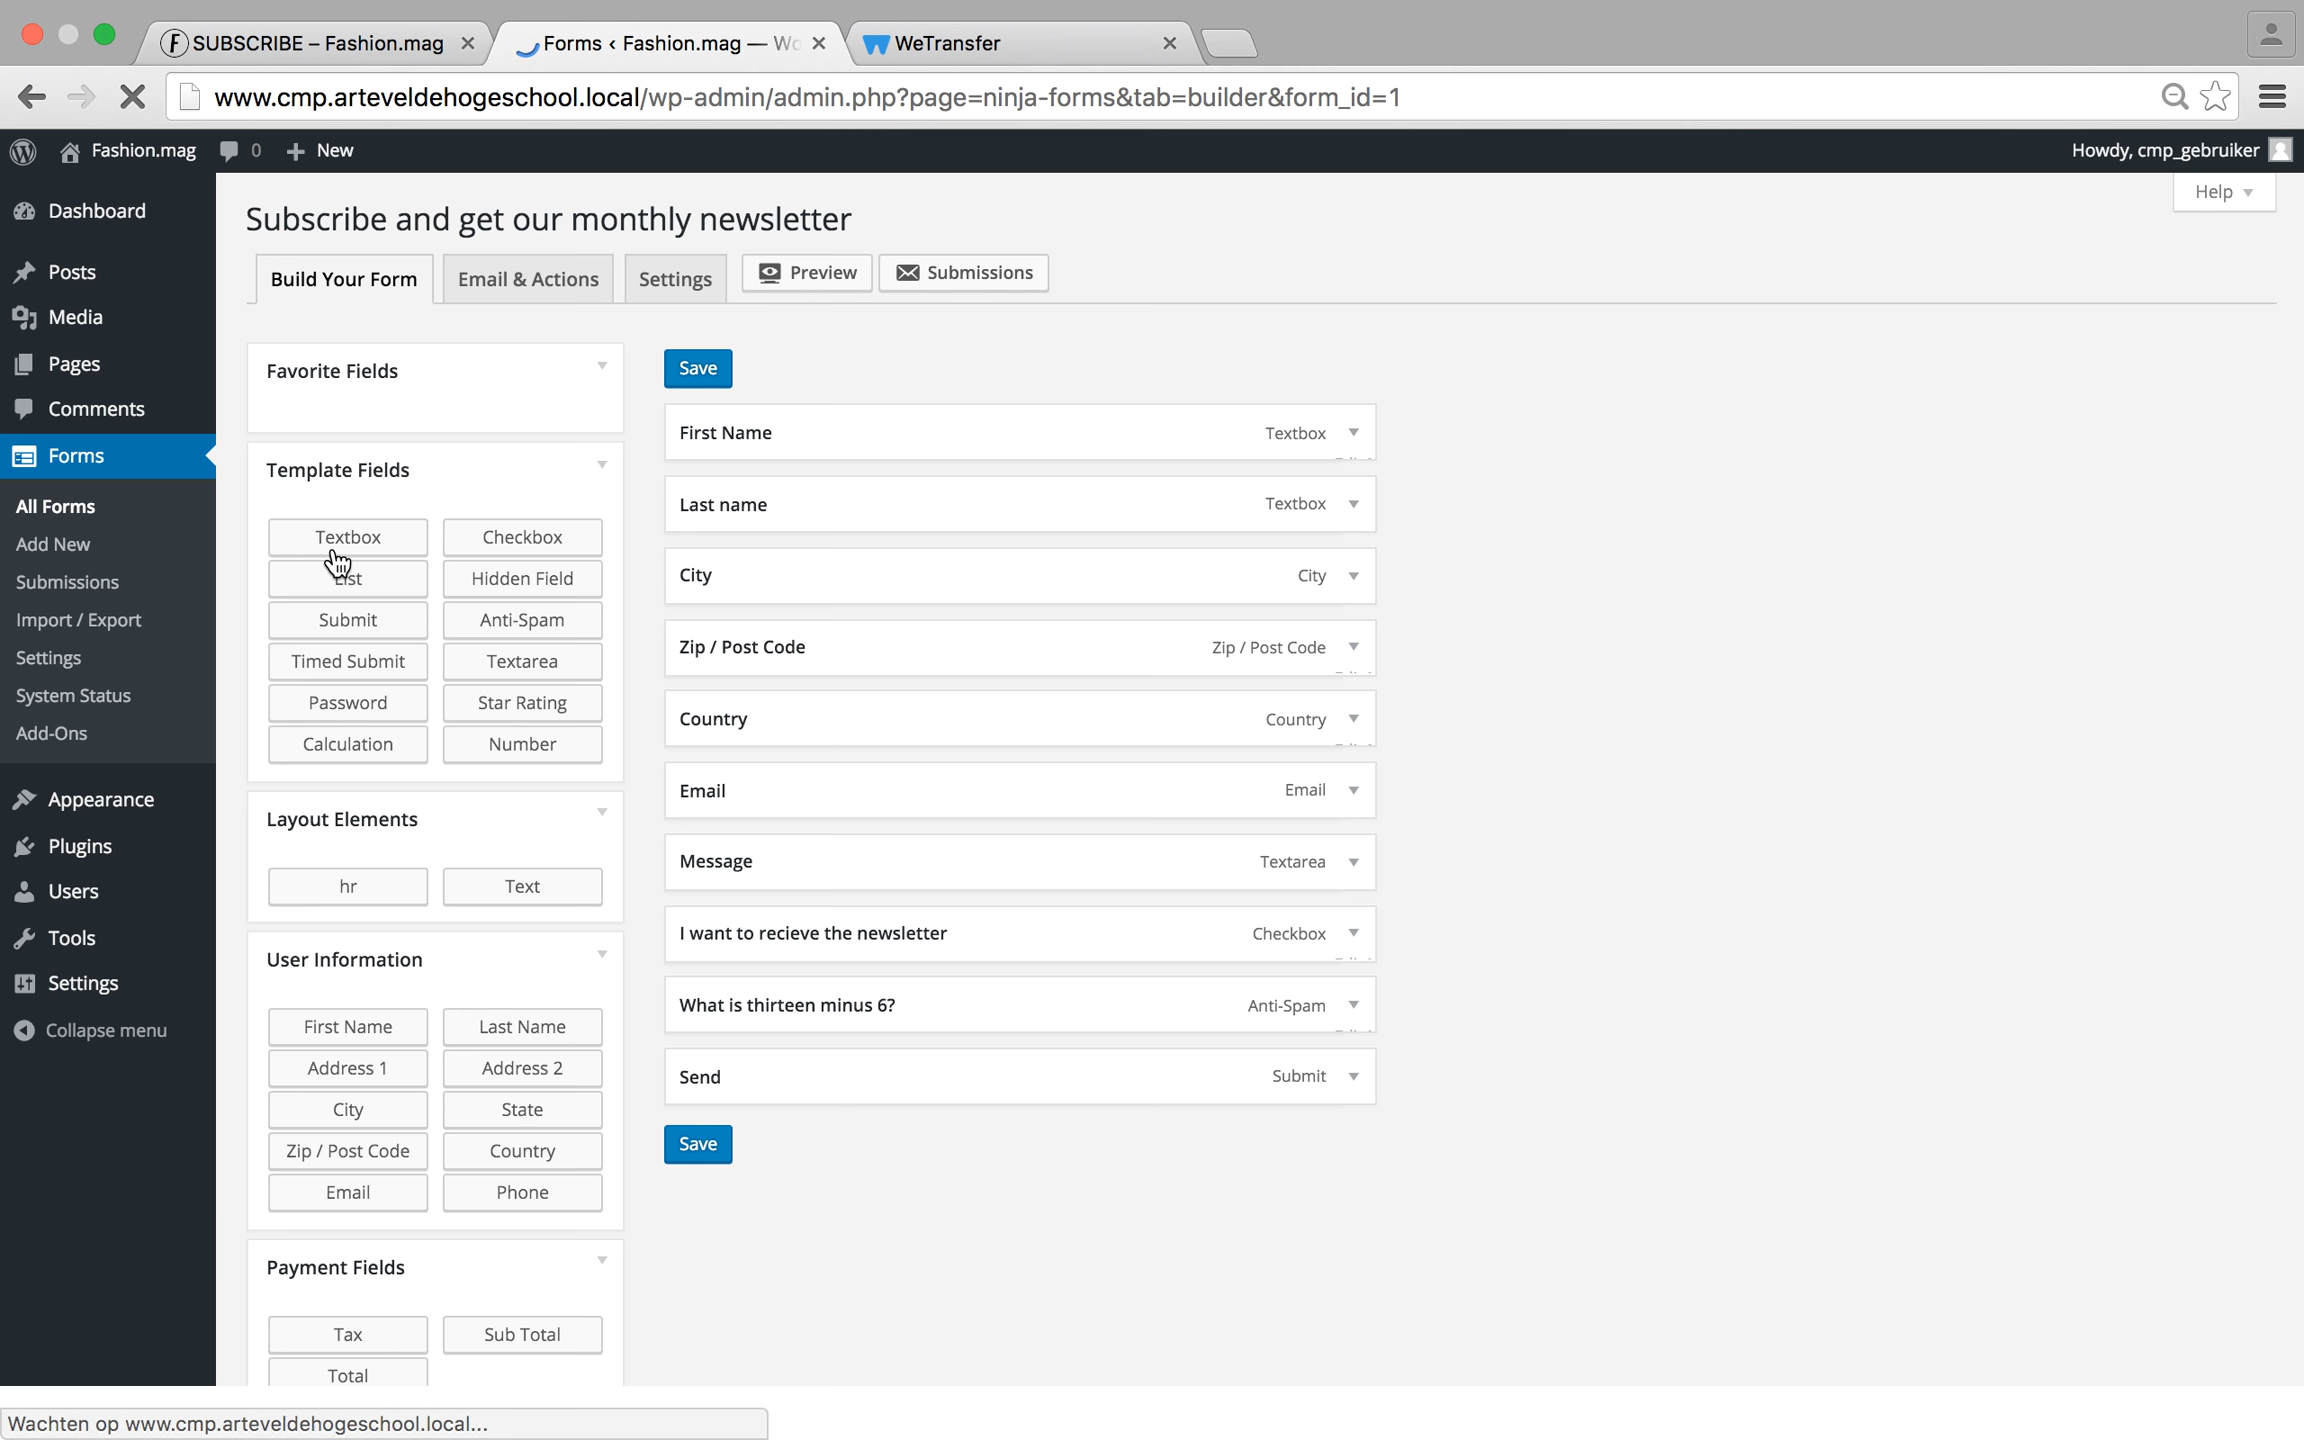 SUBSCRIBE – Fashion.mag
Forms ‹ Fashion.mag — Wo
WeTransfer
www.cmp.arteveldehogeschool.local/wp-admin/admin.php?page=ninja-forms&tab=builder&form_id=1
Fashion.mag
0
New
Howdy, cmp_gebruiker
Help
Dashboard
Posts
Media
Pages
Comments
Forms
All Forms
Add New
Submissions
Import / Export
Settings
System Status
Add-Ons
Appearance
Plugins
Users
Tools
Settings
Collapse menu
Subscribe and get our monthly newsletter
Build Your Form
Email & Actions
Settings
Preview
Submissions
Favorite Fields
Template Fields
Textbox
Checkbox
List
Hidden Field
Submit
Anti-Spam
Timed Submit
Textarea
Password
Star Rating
Calculation
Number
Layout Elements
hr
Text
User Information
First Name
Last Name
Address 1
Address 2
City
State
Zip / Post Code
Country
Email
Phone
Payment Fields
Tax
Sub Total
Total
Save
First Name Textbox
Last name Textbox
City City
Zip / Post Code Zip / Post Code
Country Country
Email Email
Message Textarea
I want to recieve the newsletter Checkbox
What is thirteen minus 6? Anti-Spam
Send Submit
Save
Wachten op www.cmp.arteveldehogeschool.local...